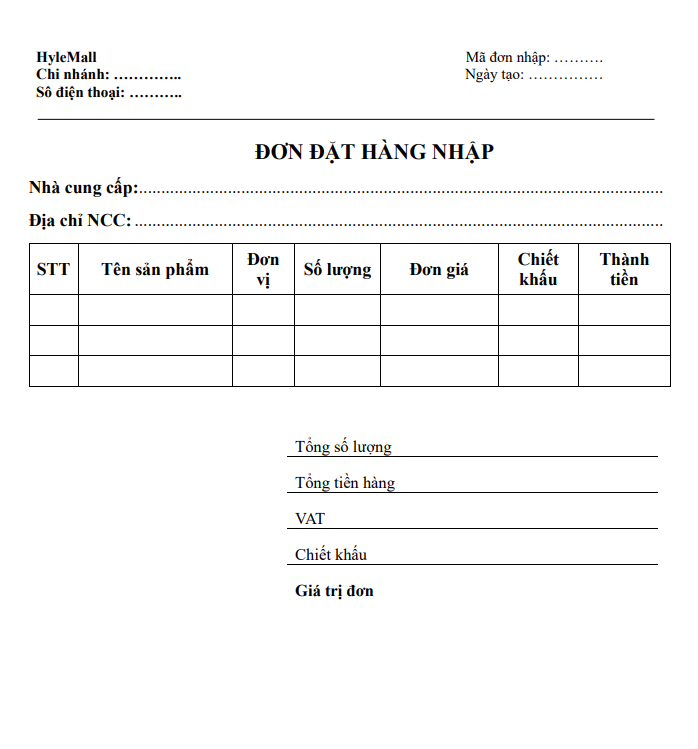 HyleMall
Chi nhánh: …………..
Sô điện thoại: ………..
Mã đơn nhập: ……….
Ngày tạo: ……………
ĐƠN ĐẶT HÀNG NHẬP
Nhà cung cấp:....................................................................................................
Địa chỉ NCC: ....................................................................................................
STT Tên sản phẩm Đơn vị Số lượng Đơn giá Chiết khấu Thành tiền
Tổng số lượng
Tổng tiền hàng
VAT
Chiết khấu
Giá trị đơn